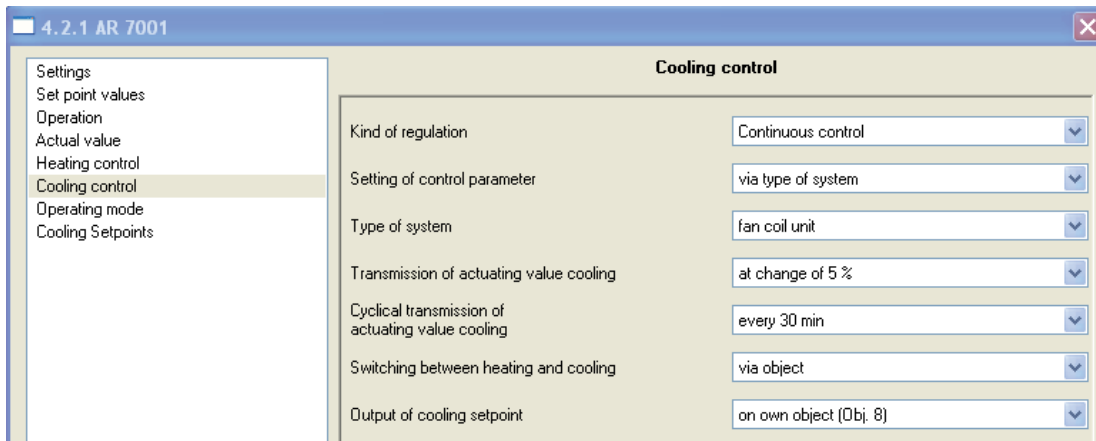 4.2.1 AR 7001
Settings
Set point values
Operation
Actual value
Heating control
Cooling control
Operating mode
Cooling Setpoints
Cooling control
Kind of regulation Continuous control
Setting of control parameter via type of system
Type of system fan coil unit
Transmission of actuating value cooling at change of 5 %
Cyclical transmission of
actuating value cooling every 30 min
Switching between heating and cooling via object
Output of cooling setpoint on own object (Obj. 8)